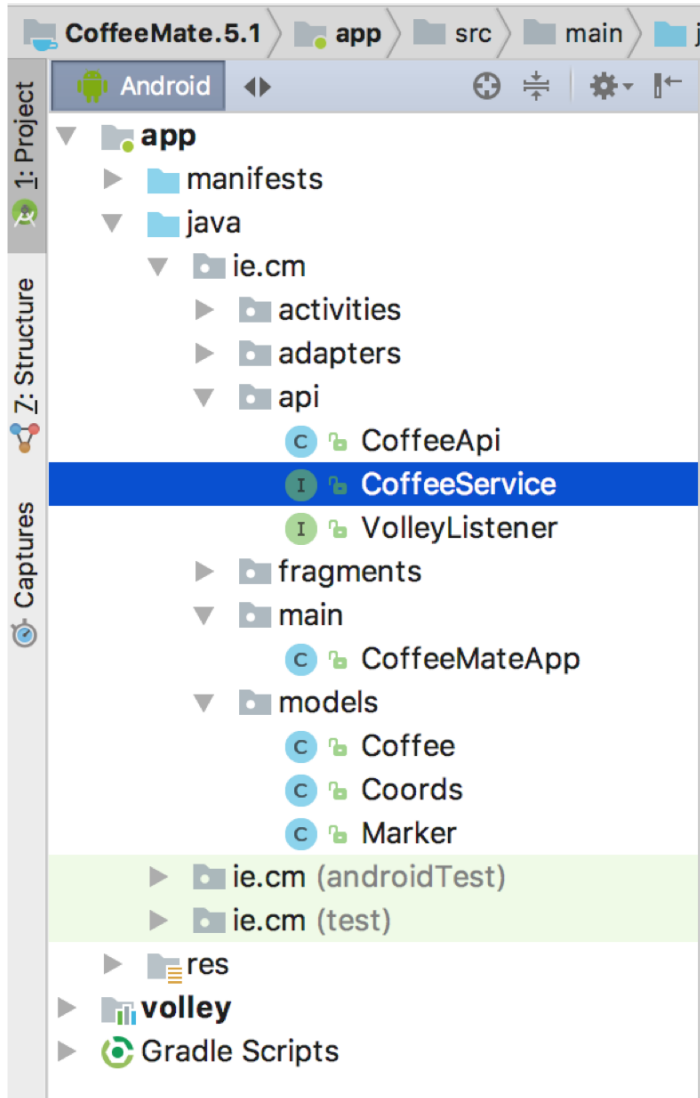 CoffeeMate.5.1 app src main j
Android
1: Project
7: Structure
Captures
app
manifests
java
ie.cm
activities
adapters
api
C CoffeeApi
I CoffeeService
I VolleyListener
fragments
main
C CoffeeMateApp
models
C Coffee
C Coords
C Marker
ie.cm (androidTest)
ie.cm (test)
res
volley
Gradle Scripts